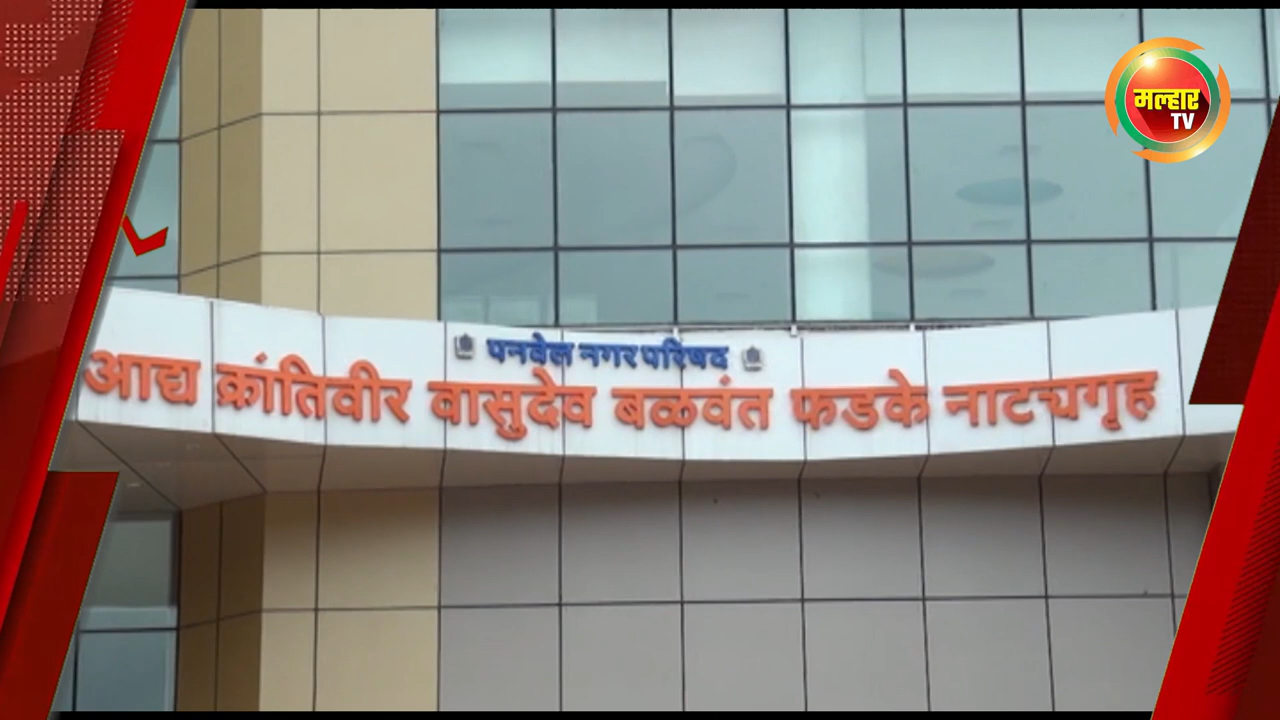 मल्हार
TV
पनवेल नगर परिषद
आद्य क्रांतिवीर वासुदेव बळवंत फडके नाट्यगृह